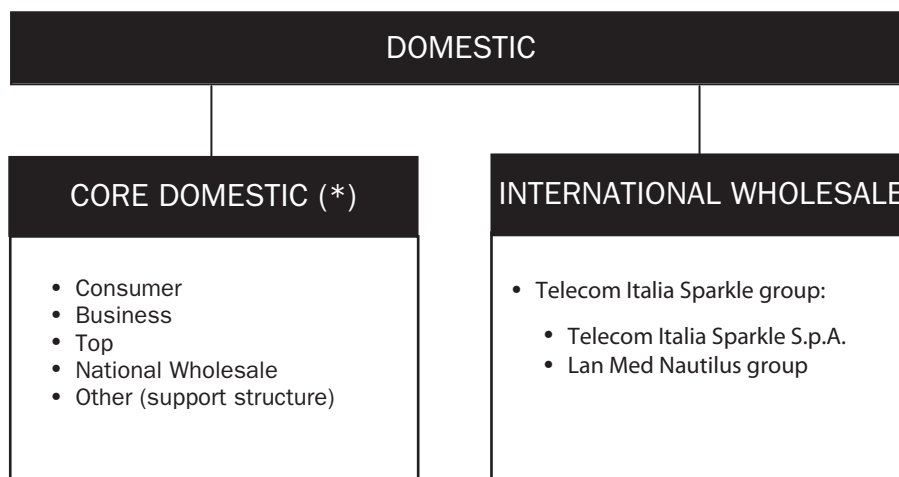 DOMESTIC
CORE DOMESTIC (*)
• Consumer
• Business
• Top
• National Wholesale
• Other (support structure)
INTERNATIONAL WHOLESALE
• Telecom Italia Sparkle group:
• Telecom Italia Sparkle S.p.A.
• Lan Med Nautilus group